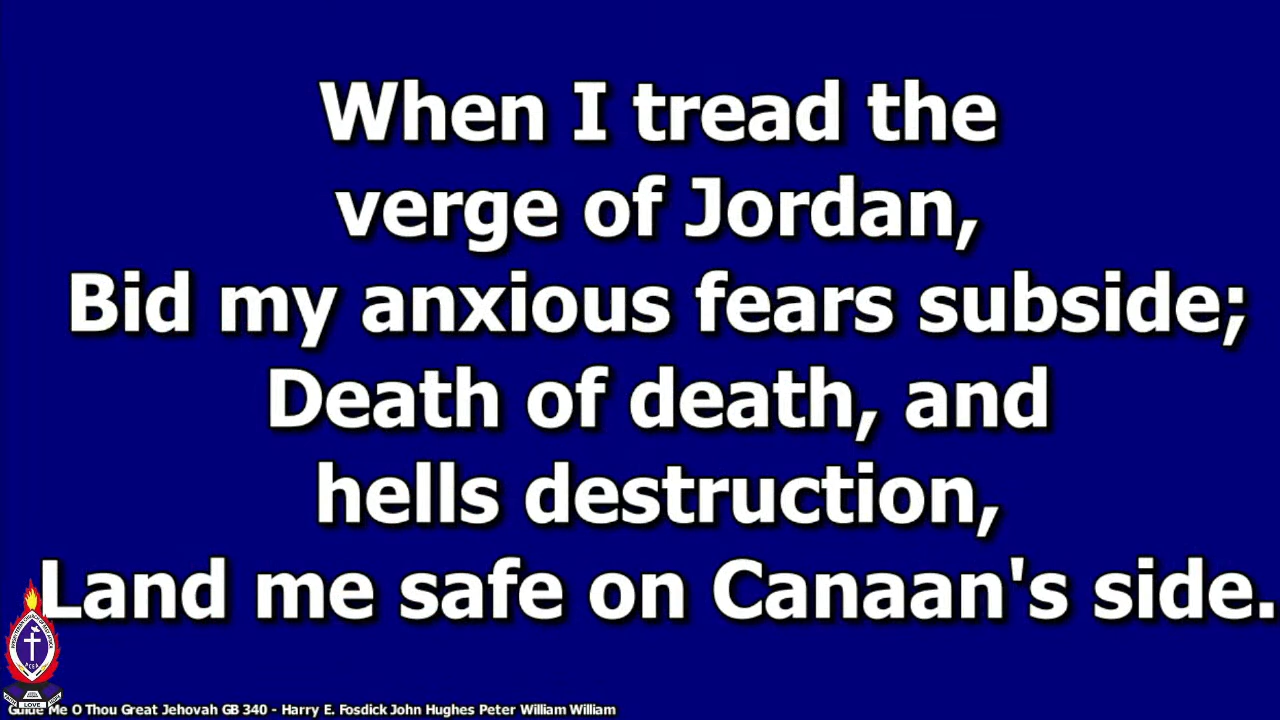 When I tread the
verge of Jordan,
Bid my anxious fears subside;
Death of death, and
hells destruction,
Land me safe on Canaan's side.
LOVE
Guide Me O Thou Great Jehovah GB 340 - Harry E. Fosdick John Hughes Peter William William